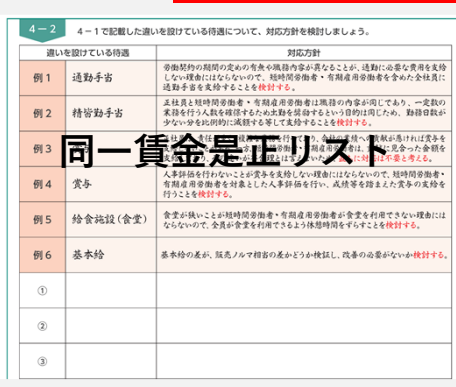 4－2
4－1で記載した違いを設けている待遇について、対応方針を検討しましょう。
違いを設けている待遇
対応方針
例1
通勤手当
労働契約の期間の定めの有無や職務内容が異なることが、通勤に必要な費用を支給
しない理由にはならないので、短時間労働者・有期雇用労働者を含めた全社員に
通勤手当を支給することを検討する。
例2
精皆勤手当
正社員と短時間労働者・有期雇用労働者は職務の内容が同じであり、一定数の
業務を行う人数を確保するため出勤を奨励するという目的は同じため、勤務日数が
少ない分を比例的に減額する等して支給することを検討する。
例3
同一賃金是正リスト
対応は不要と考える。
例4
賞与
人事評価を行わないことが賞与を支給しない理由にはならないので、短時間労働者・
有期雇用労働者を対象とした人事評価を行い、成績等を踏まえた賞与の支給を
行うことを検討する。
例5
給食施設(食堂)
食堂が狭いことが短時間労働者・有期雇用労働者が食堂を利用できない理由には
ならないので、全員が食堂を利用できるよう休憩時間をずらすことを検討する。
例6
基本給
基本給の差が、販売ノルマ相当の差かどうか検証し、改善の必要がないか検討する。
①
②
③